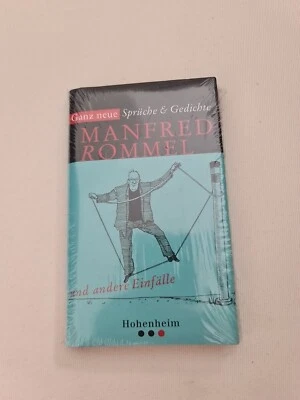 Ganz neue Sprüche & Gedichte
MANFRED
ROMMEL
und andere Einfälle
Hohenheim